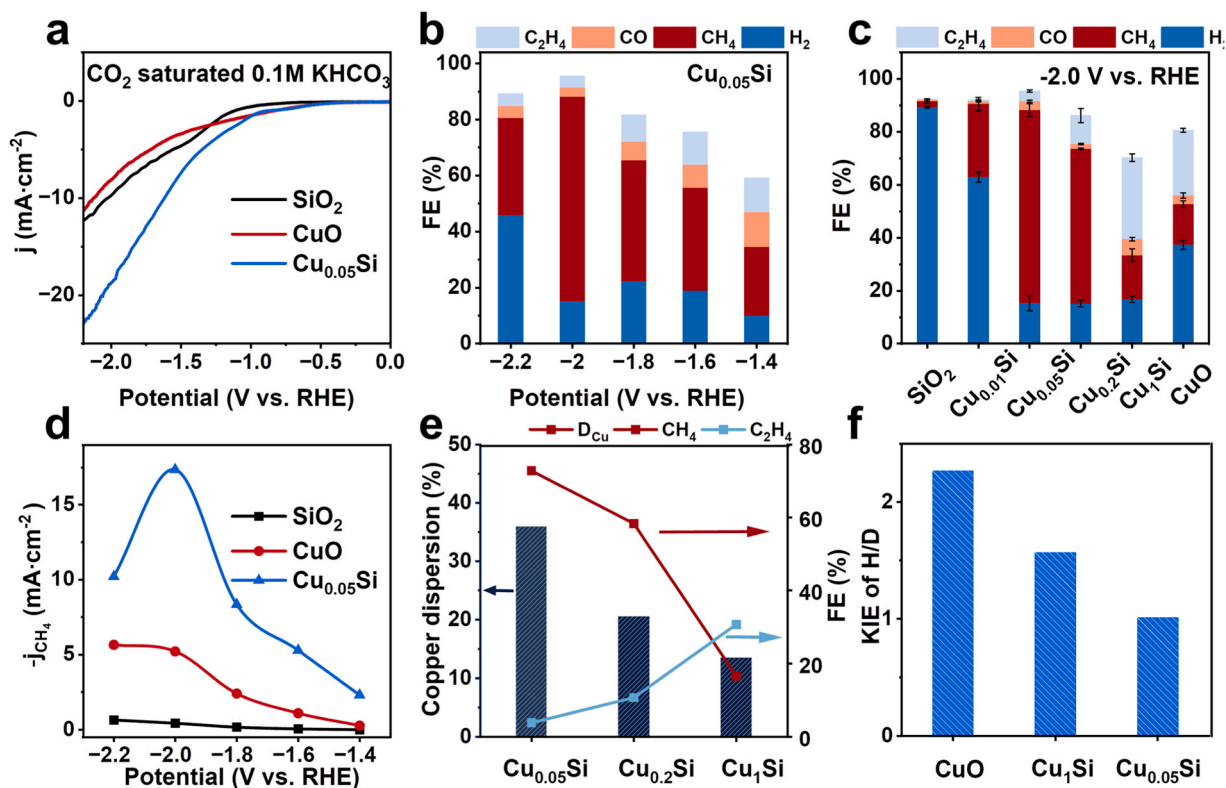 a
CO₂ saturated 0.1M KHCO₃
SiO₂
CuO
Cu₀.₀₅Si
0
−10
−20
j (mA·cm⁻²)
−2.0 −1.5 −1.0 −0.5 0.0
Potential (V vs. RHE)
b
C₂H₄ CO CH₄ H₂
Cu₀.₀₅Si
100
80
60
40
20
0
FE (%)
−2.2 −2 −1.8 −1.6 −1.4
Potential (V vs. RHE)
c
C₂H₄ CO CH₄ H₂
-2.0 V vs. RHE
100
80
60
40
20
0
FE (%)
SiO₂ Cu₀.₀₁Si Cu₀.₀₅Si Cu₀.₂Si Cu₁Si CuO
d
SiO₂
CuO
Cu₀.₀₅Si
15
10
5
0
-j_CH₄ (mA·cm⁻²)
−2.2 −2.0 −1.8 −1.6 −1.4
Potential (V vs. RHE)
e
D_Cu CH₄ C₂H₄
50
40
30
20
10
0
Copper dispersion (%)
80
60
40
20
0
FE (%)
Cu₀.₀₅Si Cu₀.₂Si Cu₁Si
f
2
1
0
KIE of H/D
CuO Cu₁Si Cu₀.₀₅Si